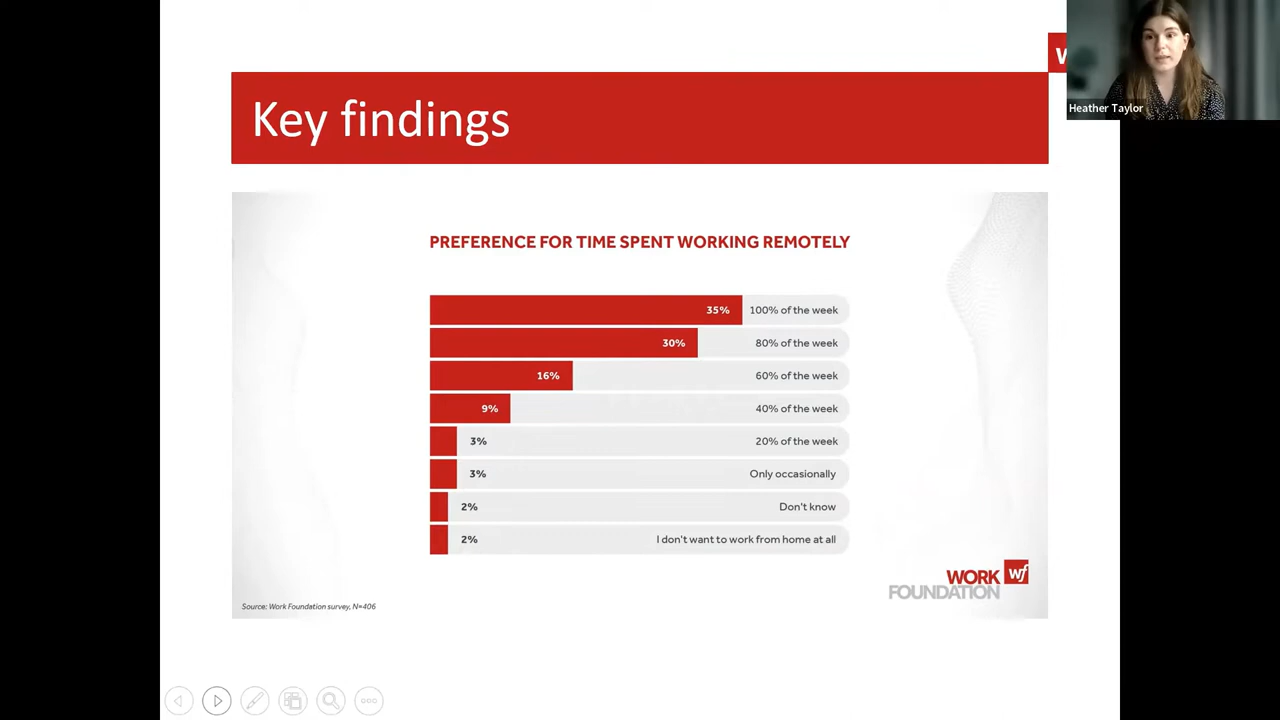 Key findings
W
Heather Taylor
PREFERENCE FOR TIME SPENT WORKING REMOTELY
35% 100% of the week
30% 80% of the week
16% 60% of the week
9% 40% of the week
3% 20% of the week
3% Only occasionally
2% Don't know
2% I don't want to work from home at all
WORK wf
FOUNDATION
Source: Work Foundation survey, N=406